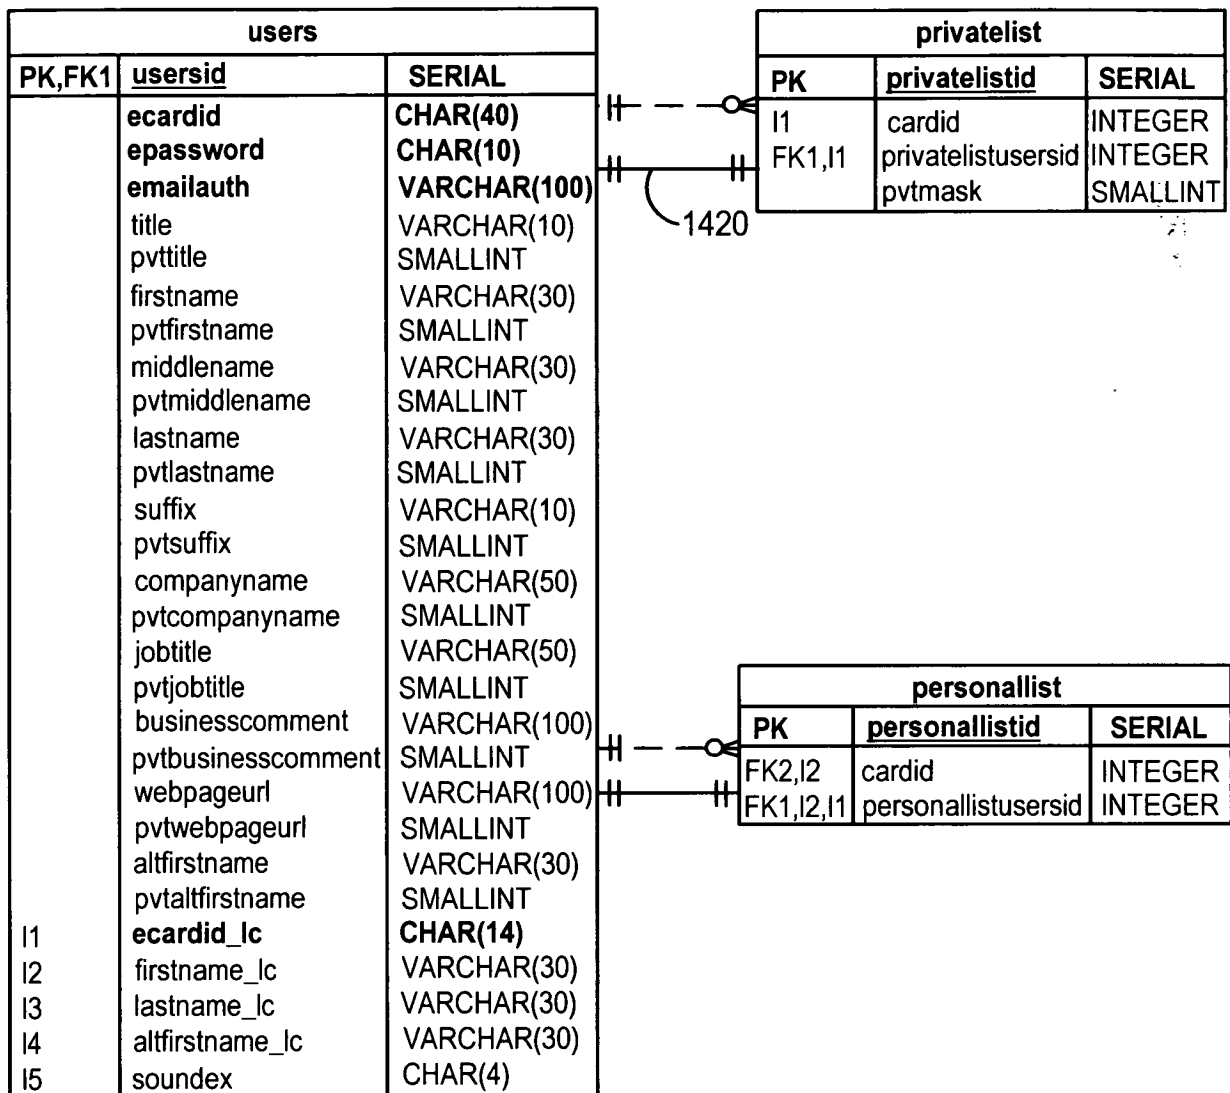 users
PK,FK1 usersid SERIAL
ecardid CHAR(40)
epassword CHAR(10)
emailauth VARCHAR(100)
title VARCHAR(10)
pvttitle SMALLINT
firstname VARCHAR(30)
pvtfirstname SMALLINT
middlename VARCHAR(30)
pvtmiddlename SMALLINT
lastname VARCHAR(30)
pvtlastname SMALLINT
suffix VARCHAR(10)
pvtsuffix SMALLINT
companyname VARCHAR(50)
pvtcompanyname SMALLINT
jobtitle VARCHAR(50)
pvtjobtitle SMALLINT
businesscomment VARCHAR(100)
pvtbusinesscomment SMALLINT
webpageurl VARCHAR(100)
pvtwebpageurl SMALLINT
altfirstname VARCHAR(30)
pvtaltfirstname SMALLINT
I1 ecardid_lc CHAR(14)
I2 firstname_lc VARCHAR(30)
I3 lastname_lc VARCHAR(30)
I4 altfirstname_lc VARCHAR(30)
I5 soundex CHAR(4)
privatelist
PK privatelistid SERIAL
I1 cardid INTEGER
FK1,I1 privatelistusersid INTEGER
pvtmask SMALLINT
1420
personallist
PK personallistid SERIAL
FK2,I2 cardid INTEGER
FK1,I2,I1 personallistusersid INTEGER